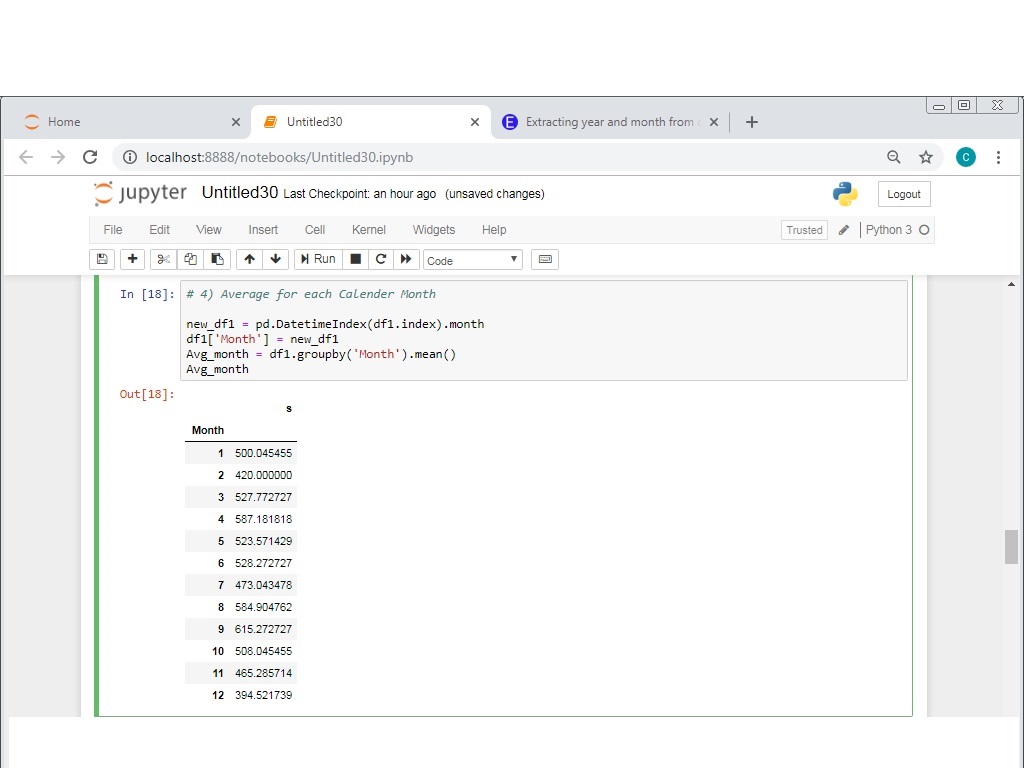 Home
Untitled30
Extracting year and month from
localhost:8888/notebooks/Untitled30.ipynb
C
jupyter Untitled30 Last Checkpoint: an hour ago (unsaved changes)
Logout
File Edit View Insert Cell Kernel Widgets Help
Trusted Python 3
Run Code
In [18]: # 4) Average for each Calender Month
new_df1 = pd.DatetimeIndex(df1.index).month
df1['Month'] = new_df1
Avg_month = df1.groupby('Month').mean()
Avg_month
Out[18]:
s
Month
1 500.045455
2 420.000000
3 527.772727
4 587.181818
5 523.571429
6 528.272727
7 473.043478
8 584.904762
9 615.272727
10 508.045455
11 465.285714
12 394.521739